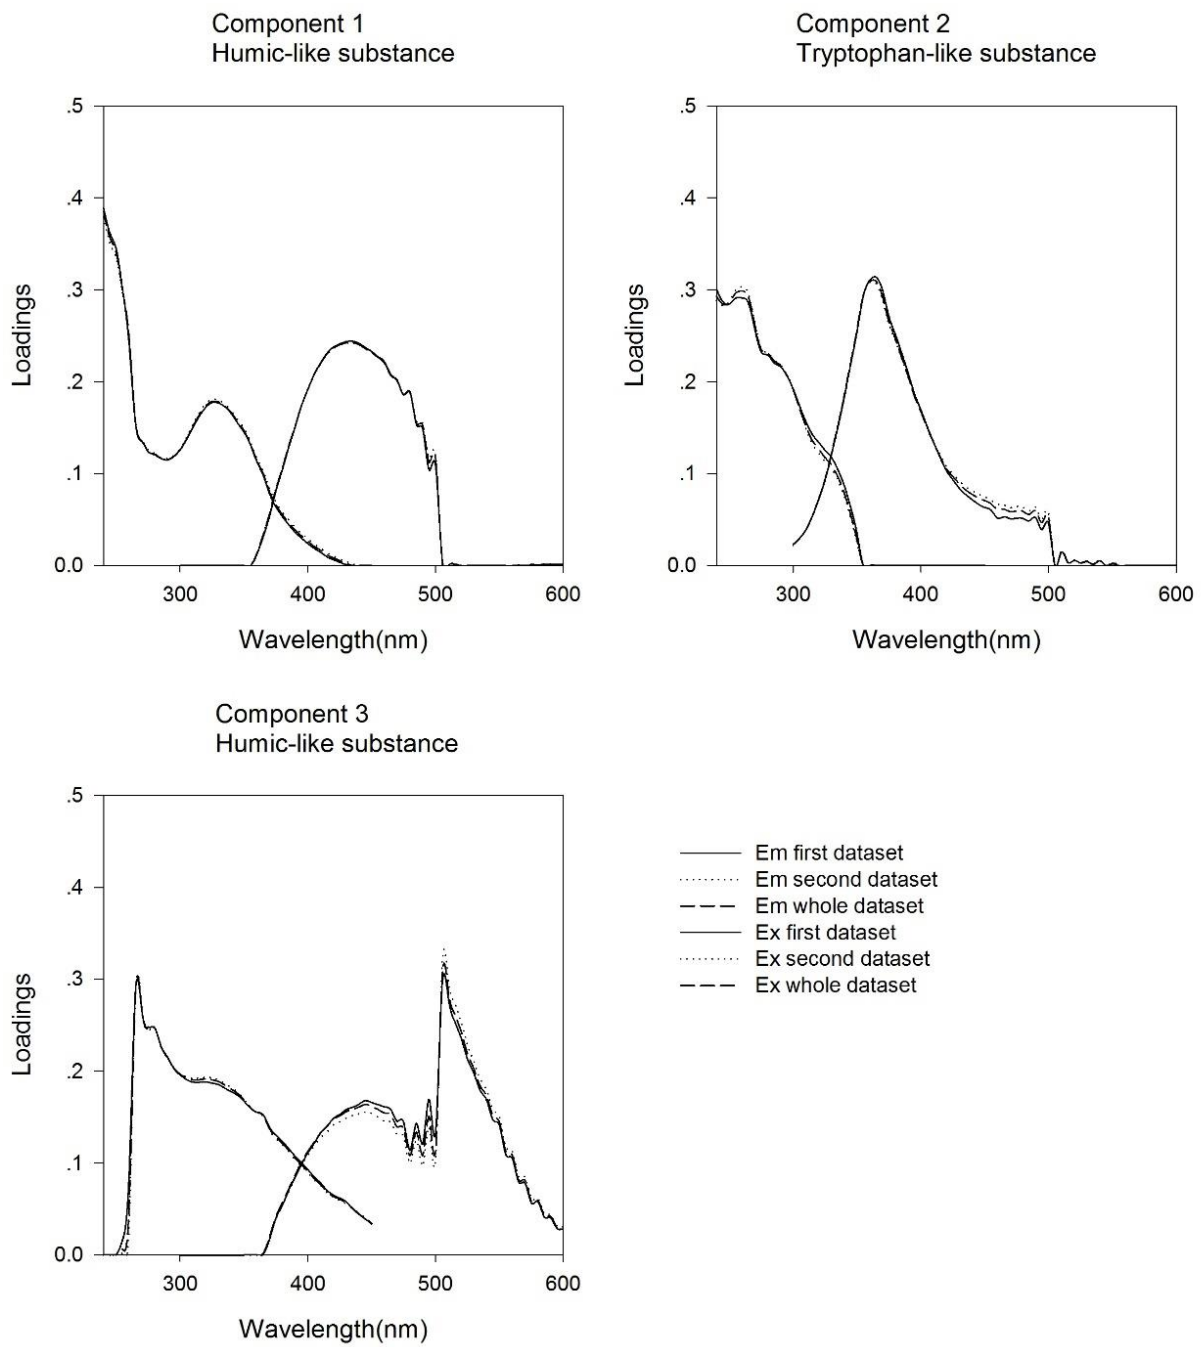 Component 1
Humic-like substance
Component 2
Tryptophan-like substance
.5
.4
.3
.2
.1
0.0
Loadings
300
400
500
600
Wavelength(nm)
.5
.4
.3
.2
.1
0.0
Loadings
300
400
500
600
Wavelength(nm)
Component 3
Humic-like substance
.5
.4
.3
.2
.1
0.0
Loadings
300
400
500
600
Wavelength(nm)
Em first dataset
Em second dataset
Em whole dataset
Ex first dataset
Ex second dataset
Ex whole dataset